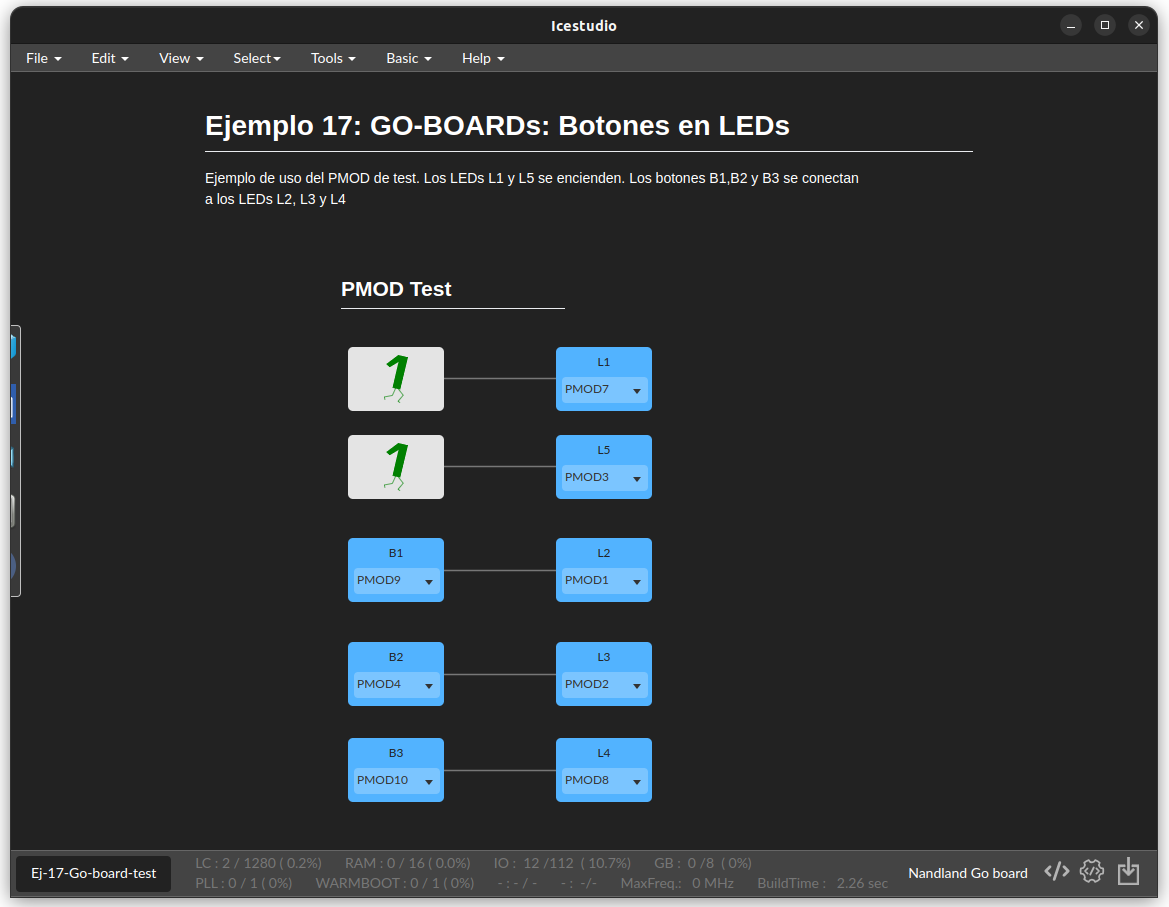 Icestudio
File Edit View Select Tools Basic Help
Ejemplo 17: GO-BOARDs: Botones en LEDs
Ejemplo de uso del PMOD de test. Los LEDs L1 y L5 se encienden. Los botones B1,B2 y B3 se conectan
a los LEDs L2, L3 y L4
PMOD Test
1 L1
PMOD7
1 L5
PMOD3
B1 L2
PMOD9 PMOD1
B2 L3
PMOD4 PMOD2
B3 L4
PMOD10 PMOD8
Ej-17-Go-board-test
LC : 2 / 1280 ( 0.2%) RAM : 0 / 16 ( 0.0%) IO : 12 /112 ( 10.7%) GB : 0 /8 ( 0%)
PLL : 0 / 1 ( 0%) WARMBOOT : 0 / 1 ( 0%) - : - / - - : -/- MaxFreq.: 0 MHz BuildTime : 2.26 sec
Nandland Go board